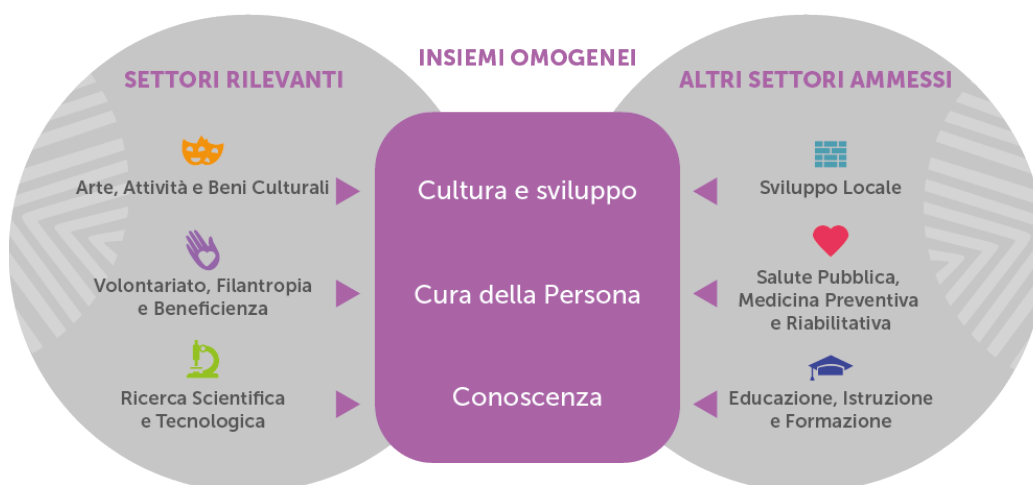 INSIEMI OMOGENEI
SETTORI RILEVANTI
Arte, Attività e Beni Culturali
Volontariato, Filantropia
e Beneficienza
Ricerca Scientifica
e Tecnologica
Cultura e sviluppo
Cura della Persona
Conoscenza
ALTRI SETTORI AMMESSI
Sviluppo Locale
Salute Pubblica,
Medicina Preventiva
e Riabilitativa
Educazione, Istruzione
e Formazione